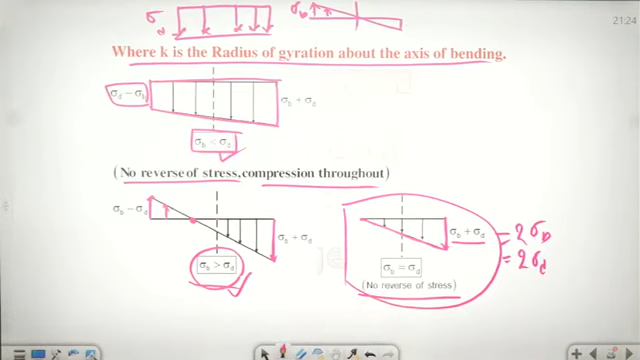 21:24
σd
σb
Where k is the Radius of gyration about the axis of bending.
σd − σb
σb + σd
σb < σd
(No reverse of stress,compression throughout)
σb − σd
σb + σd
σb > σd
σb + σd = 2σb
= 2σd
σb = σd
(No reverse of stress)